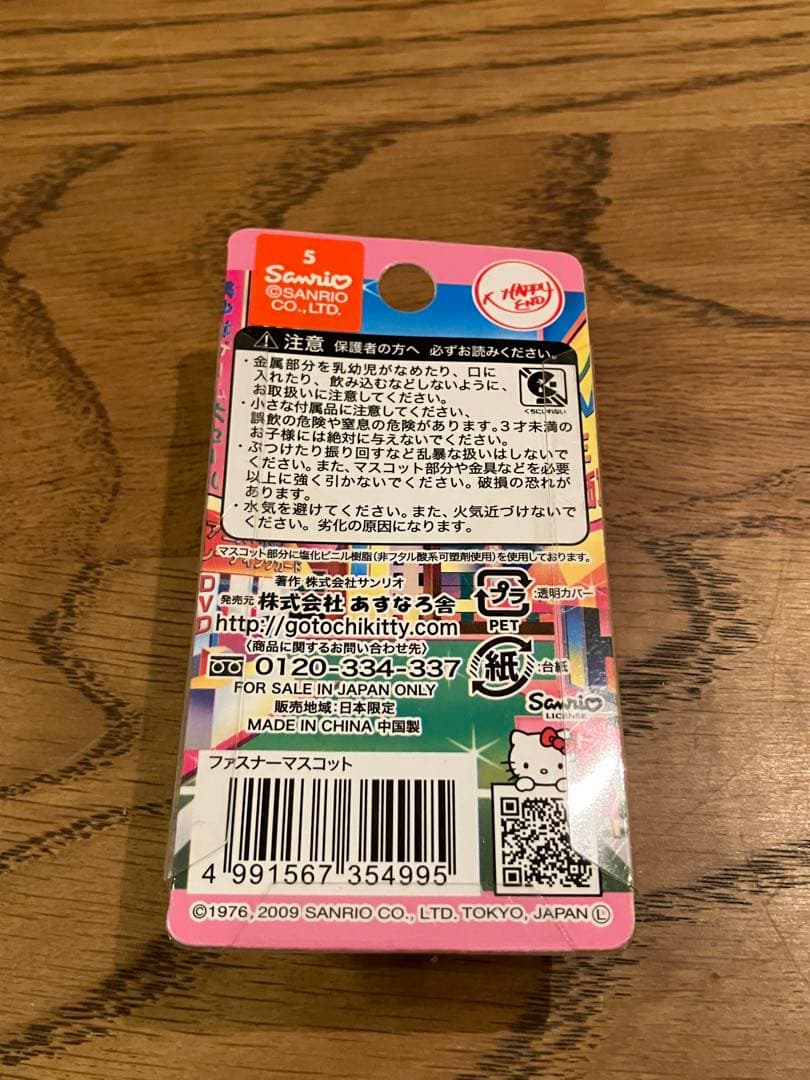 5
Sanrio
©SANRIO
CO., LTD.
K HAPPY
END
注意 保護者の方へ 必ずお読みください。
・金属部分を乳幼児がなめたり、口に
入れたり、飲み込むなどしないように、
お取扱いに注意してください。
くちにいれない
・小さな付属品に注意してください、
誤飲の危険や窒息の危険があります。3才未満の
お子様には絶対に与えないでください。
・ぶつけたり振り回すなど乱暴な扱いはしないで
ください。また、マスコット部分や金具などを必要
以上に強く引かないでください。破損の恐れが
あります。
・水気を避けてください。また、火気近づけないで
ください。劣化の原因になります。
マスコット部分に塩化ビニル樹脂(非フタル酸系可塑剤使用)を使用しております。
DVD
著作 株式会社サンリオ
発売元 株式会社 あすなろ舎
http://gotochikitty.com
プラ :透明カバー
PET
〈商品に関するお問い合わせ先〉
0120-334-337
紙 :台紙
FOR SALE IN JAPAN ONLY
販売地域:日本限定
MADE IN CHINA 中国製
Sanrio
LICENSE
ファスナーマスコット
4 991567 354995
©1976, 2009 SANRIO CO., LTD. TOKYO, JAPAN Ⓛ